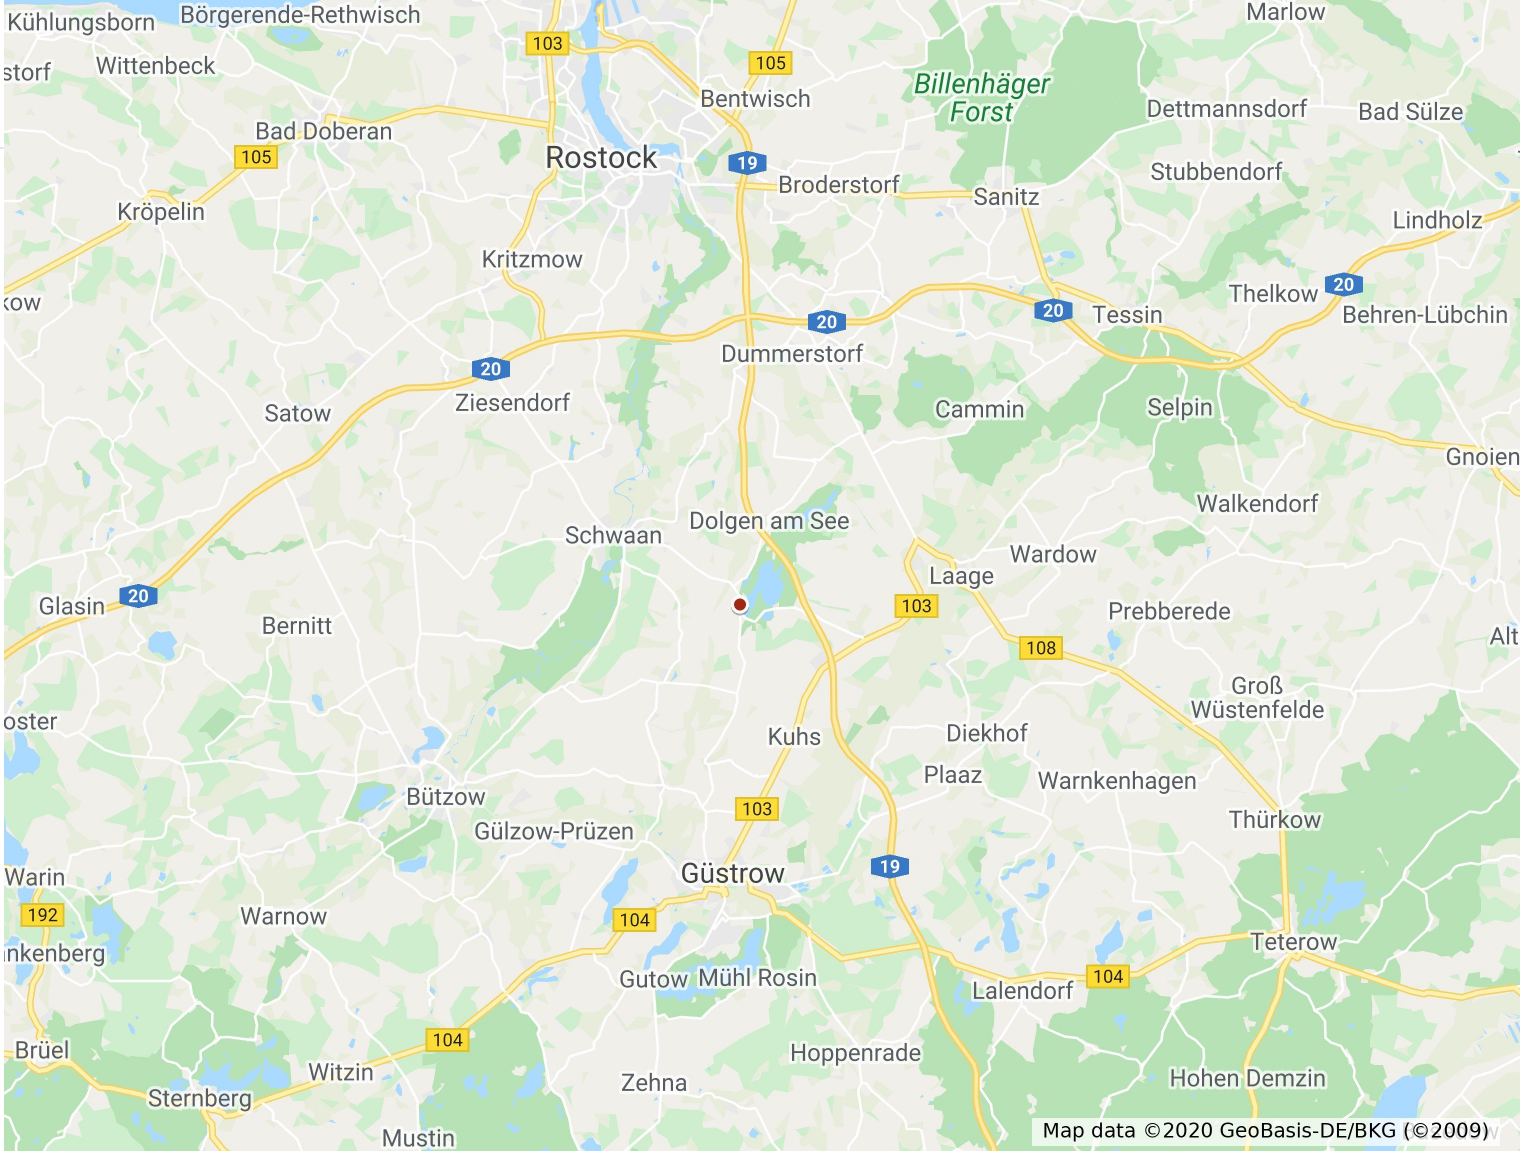 Kühlungsborn
Börgerende-Rethwisch
Marlow
storf
Wittenbeck
103
105
Bentwisch
Billenhäger
Forst
Dettmannsdorf
Bad Sülze
Bad Doberan
105
Rostock
19
Stubbendorf
Broderstorf
Sanitz
Kröpelin
Lindholz
Kritzmow
kow
Thelkow
20
20
20
Tessin
Behren-Lübchin
Dummerstorf
20
Ziesendorf
Satow
Cammin
Selpin
Gnoien
Walkendorf
Dolgen am See
Schwaan
Wardow
Laage
20
Glasin
103
Prebberede
Bernitt
Alt
108
Groß
Wüstenfelde
oster
Kuhs
Diekhof
Plaaz
Warnkenhagen
Bützow
103
Gülzow-Prüzen
Thürkow
Güstrow
19
Warin
192
Warnow
104
Teterow
nkenberg
Gutow
Mühl Rosin
104
Lalendorf
104
Brüel
Hoppenrade
Witzin
Zehna
Hohen Demzin
Sternberg
Mustin
Map data ©2020 GeoBasis-DE/BKG (©2009)